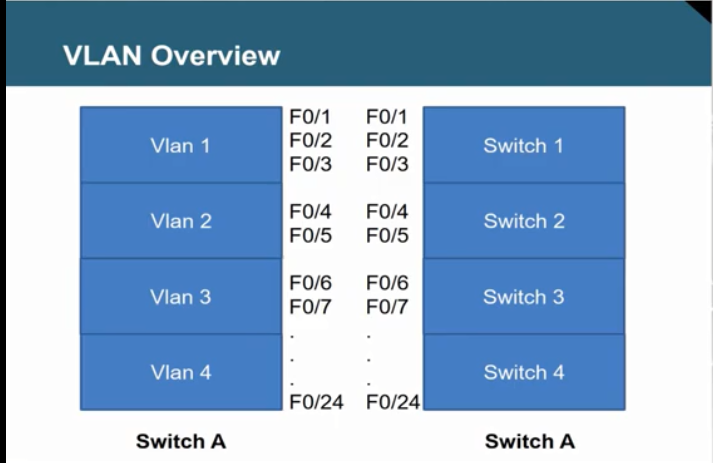 VLAN Overview
Vlan 1
F0/1 F0/1
F0/2 F0/2
F0/3 F0/3
Switch 1
Vlan 2
F0/4 F0/4
F0/5 F0/5
Switch 2
Vlan 3
F0/6 F0/6
F0/7 F0/7
Switch 3
. .
. .
. .
Vlan 4
F0/24 F0/24
Switch 4
Switch A Switch A